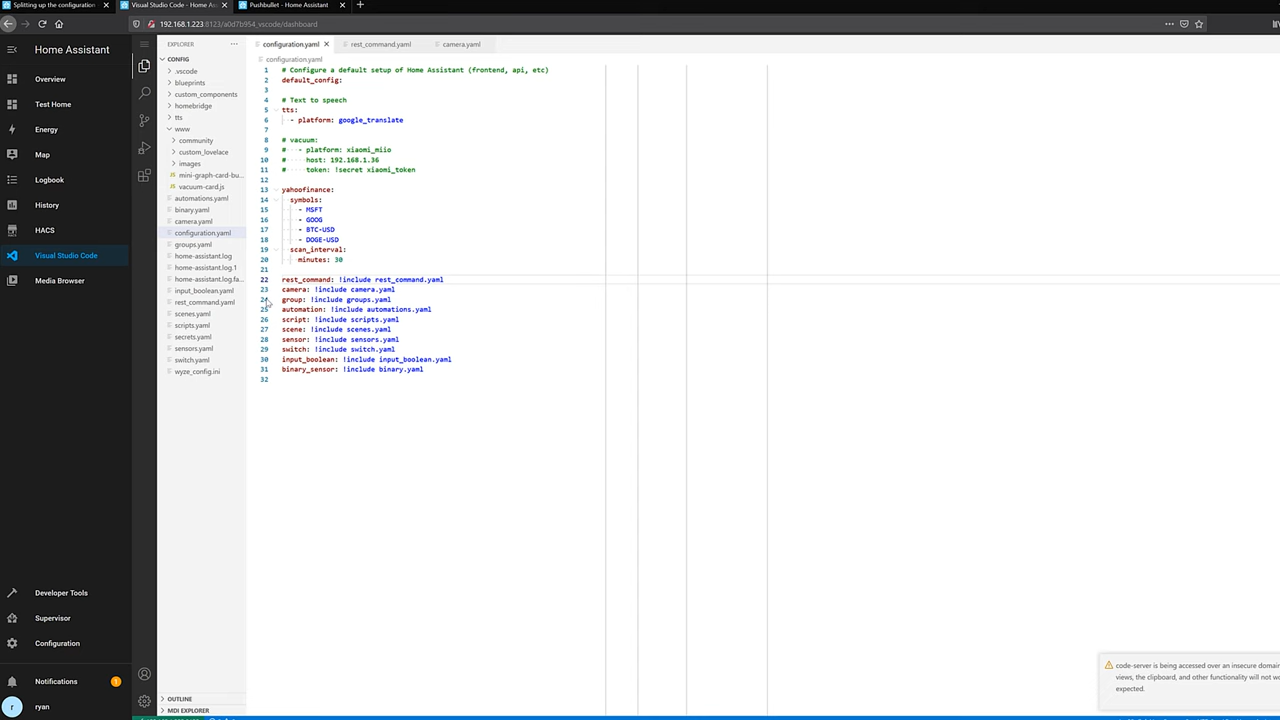 Splitting up the configuration
Visual Studio Code - Home Ass
Pushbullet - Home Assistant
192.168.1.223:8123/a0d7b954_vscode/dashboard
Home Assistant
Overview
Test Home
Energy
Map
Logbook
History
HACS
Visual Studio Code
Media Browser
Developer Tools
Supervisor
Configuration
Notifications 1
r ryan
EXPLORER
CONFIG
.vscode
blueprints
custom_components
homebridge
tts
www
community
custom_lovelace
images
JS mini-graph-card-bu...
JS vacuum-card.js
automations.yaml
binary.yaml
camera.yaml
configuration.yaml
groups.yaml
home-assistant.log
home-assistant.log.1
home-assistant.log.fa...
input_boolean.yaml
rest_command.yaml
scenes.yaml
scripts.yaml
secrets.yaml
sensors.yaml
switch.yaml
wyze_config.ini
OUTLINE
MDI EXPLORER
configuration.yaml
rest_command.yaml
camera.yaml
configuration.yaml
1 # Configure a default setup of Home Assistant (frontend, api, etc)
2 default_config:
3
4 # Text to speech
5 tts:
6 - platform: google_translate
7
8 # vacuum:
9 # - platform: xiaomi_miio
10 # host: 192.168.1.36
11 # token: !secret xiaomi_token
12
13 yahoofinance:
14 symbols:
15 - MSFT
16 - GOOG
17 - BTC-USD
18 - DOGE-USD
19 scan_interval:
20 minutes: 30
21
22 rest_command: !include rest_command.yaml
23 camera: !include camera.yaml
24 group: !include groups.yaml
25 automation: !include automations.yaml
26 script: !include scripts.yaml
27 scene: !include scenes.yaml
28 sensor: !include sensors.yaml
29 switch: !include switch.yaml
30 input_boolean: !include input_boolean.yaml
31 binary_sensor: !include binary.yaml
32
code-server is being accessed over an insecure domain
views, the clipboard, and other functionality will not wo
expected.